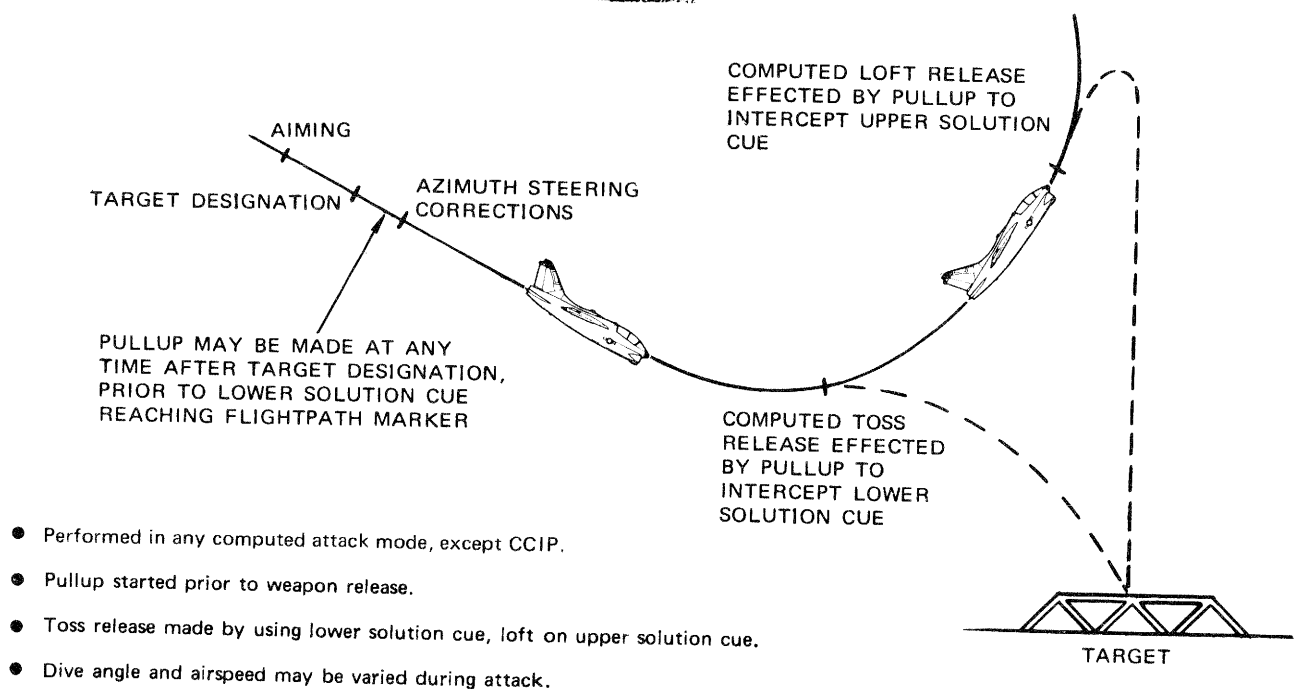 COMPUTED LOFT RELEASE
EFFECTED BY PULLUP TO
INTERCEPT UPPER SOLUTION
CUE
AIMING
TARGET DESIGNATION
AZIMUTH STEERING
CORRECTIONS
PULLUP MAY BE MADE AT ANY
TIME AFTER TARGET DESIGNATION,
PRIOR TO LOWER SOLUTION CUE
REACHING FLIGHTPATH MARKER
COMPUTED TOSS
RELEASE EFFECTED
BY PULLUP TO
INTERCEPT LOWER
SOLUTION CUE
● Performed in any computed attack mode, except CCIP.
● Pullup started prior to weapon release.
● Toss release made by using lower solution cue, loft on upper solution cue.
● Dive angle and airspeed may be varied during attack.
TARGET